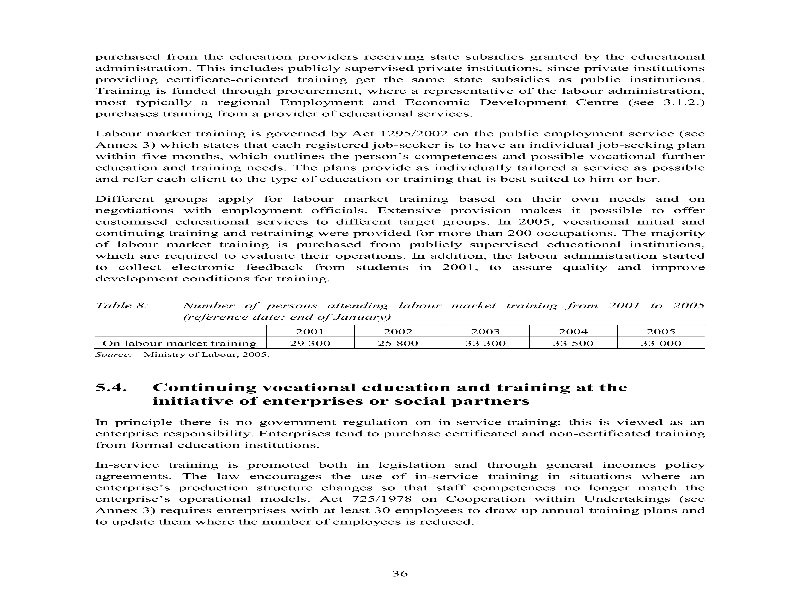 purchased from the education providers receiving state subsidies granted by the educational
administration. This includes publicly supervised private institutions, since private institutions
providing certificate-oriented training get the same state subsidies as public institutions.
Training is funded through procurement, where a representative of the labour administration,
most typically a regional Employment and Economic Development Centre (see 3.1.2.)
purchases training from a provider of educational services.
Labour market training is governed by Act 1295/2002 on the public employment service (see
Annex 3) which states that each registered job-seeker is to have an individual job-seeking plan
within five months, which outlines the person's competences and possible vocational further
education and training needs. The plans provide as individually tailored a service as possible
and refer each client to the type of education or training that is best suited to him or her.
Different groups apply for labour market training based on their own needs and on
negotiations with employment officials. Extensive provision makes it possible to offer
customised educational services to different target groups. In 2005, vocational initial and
continuing training and retraining were provided for more than 200 occupations. The majority
of labour market training is purchased from publicly supervised educational institutions,
which are required to evaluate their operations. In addition, the labour administration started
to collect electronic feedback from students in 2001, to assure quality and improve
development conditions for training.
Table 8: Number of persons attending labour market training from 2001 to 2005
(reference date: end of January)
2001 2002 2003 2004 2005
On labour market training 29 300 25 800 33 300 33 500 33 000
Source: Ministry of Labour, 2005.
5.4. Continuing vocational education and training at the
initiative of enterprises or social partners
In principle there is no government regulation on in service training: this is viewed as an
enterprise responsibility. Enterprises tend to purchase certificated and non-certificated training
from formal education institutions.
In-service training is promoted both in legislation and through general incomes policy
agreements. The law encourages the use of in-service training in situations where an
enterprise's production structure changes so that staff competences no longer match the
enterprise's operational models. Act 725/1978 on Cooperation within Undertakings (see
Annex 3) requires enterprises with at least 30 employees to draw up annual training plans and
to update them where the number of employees is reduced.
36